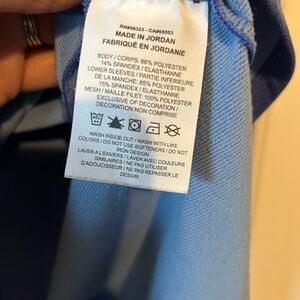 RN#56323 - CA#05553
MADE IN JORDAN
FABRIQUÉ EN JORDANIE
BODY / CORPS: 86% POLYESTER
14% SPANDEX / ELASTHANNE
LOWER SLEEVES / PARTIE INFERIEURE
DE LA MANCHES: 85% POLYESTER
15% SPANDEX / ELASTHANNE
MESH / MAILLE FILET: 100% POLYESTER
EXCLUSIVE OF DECORATION /
DECORATION NON COMPRISE
WASH INSIDE OUT / WASH WITH LIKE
COLORS / DO NOT USE SOFTENERS / DO NOT
IRON DESIGN
LAVER A L'ENVERS / LAVER AVEC COULEURS
SIMILAIRES / NE PAS UTILISER
D'ADOUCISSEUR / NE PAS REPASSER LE
DESSIN